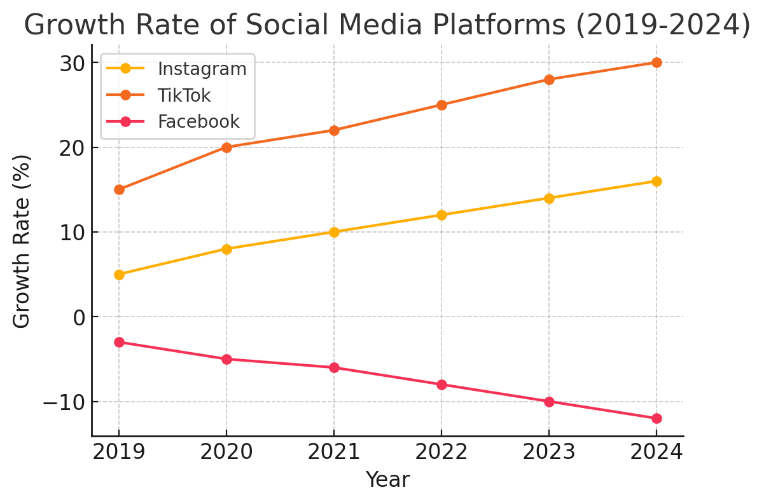 Growth Rate of Social Media Platforms (2019-2024)
Instagram
TikTok
Facebook
Growth Rate (%)
30
20
10
0
−10
2019 2020 2021 2022 2023 2024
Year